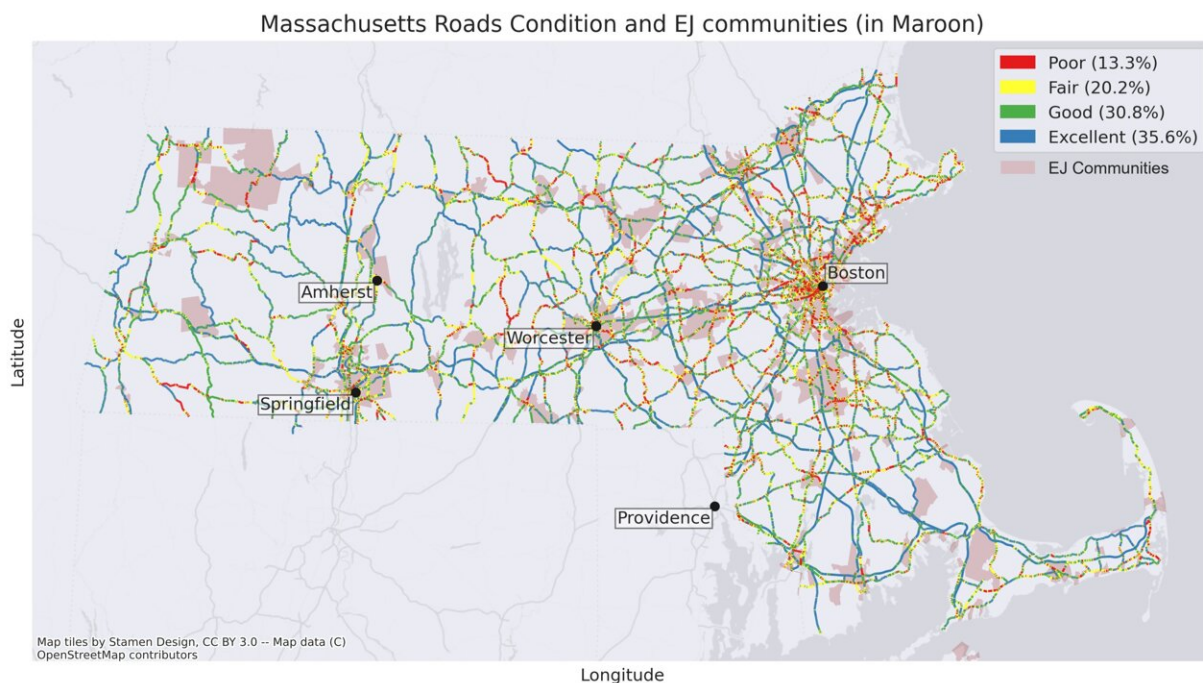 Massachusetts Roads Condition and EJ communities (in Maroon)
Poor (13.3%)
Fair (20.2%)
Good (30.8%)
Excellent (35.6%)
EJ Communities
Boston
Amherst
Worcester
Springfield
Providence
Latitude
Map tiles by Stamen Design, CC BY 3.0 -- Map data (C)
OpenStreetMap contributors
Longitude